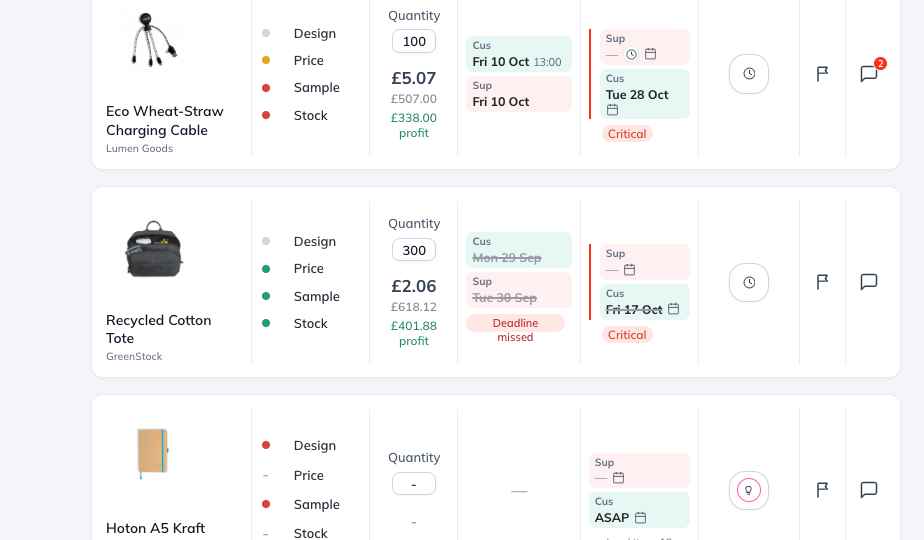 Eco Wheat-Straw
Charging Cable
Lumen Goods
Design
Price
Sample
Stock
Quantity
100
£5.07
£507.00
£338.00
profit
Cus
Fri 10 Oct 13:00
Sup
Fri 10 Oct
Sup
—
Cus
Tue 28 Oct
Critical
2
Recycled Cotton
Tote
GreenStock
Design
Price
Sample
Stock
Quantity
300
£2.06
£618.12
£401.88
profit
Cus
Mon 29 Sep
Sup
Tue 30 Sep
Deadline
missed
Sup
—
Cus
Fri 17 Oct
Critical
Hoton A5 Kraft
Design
- Price
Sample
- Stock
Quantity
-
-
—
Sup
—
Cus
ASAP